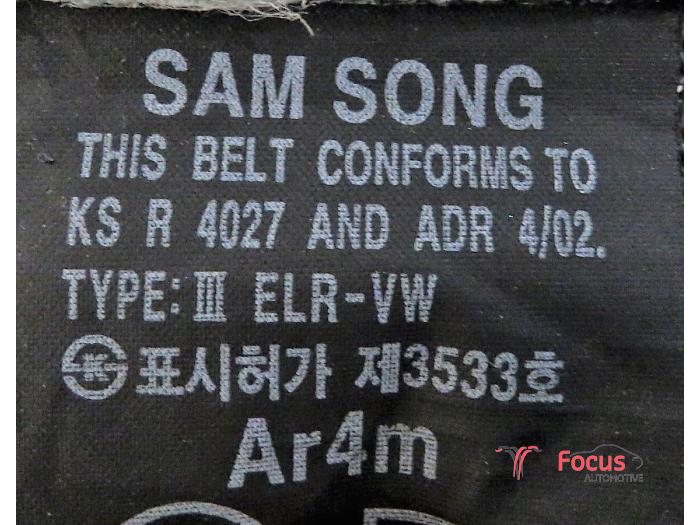 SAM SONG
THIS BELT CONFORMS TO
KS R 4027 AND ADR 4/02.
TYPE: Ⅲ ELR-VW
표시허가 제3533호
Ar4m
Focus
AUTOMOTIVE